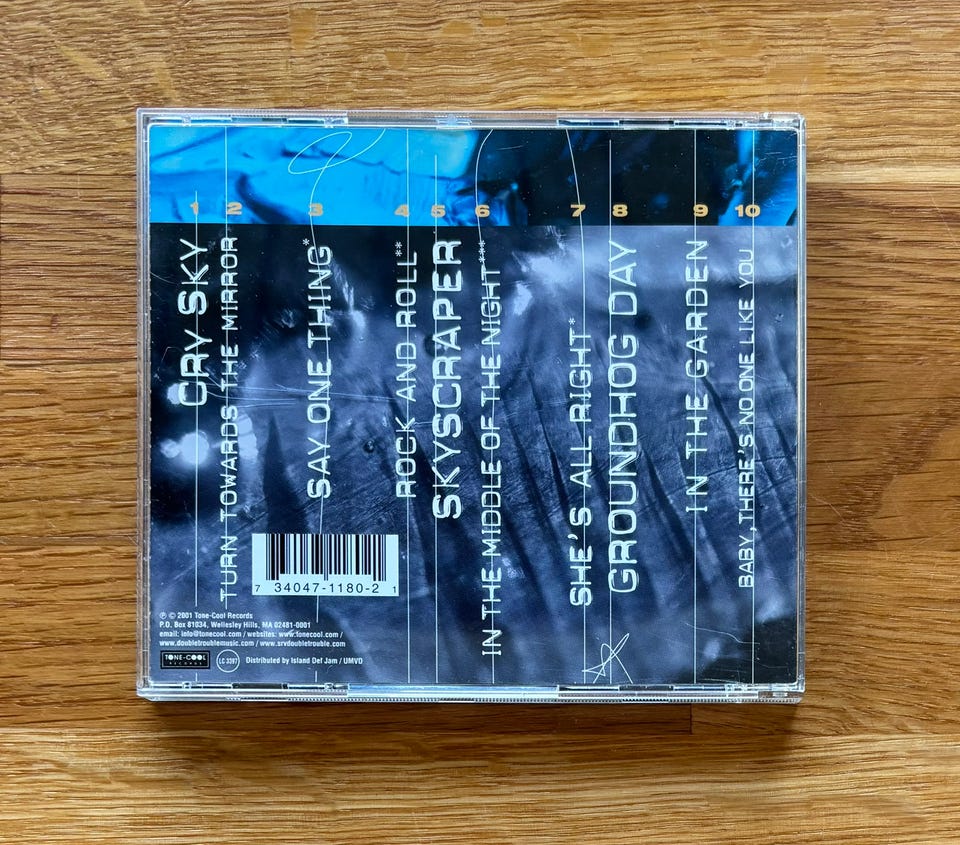 1 2 3 4 5 6 7 8 9 10
CRY SKY
TURN TOWARDS THE MIRROR
SAY ONE THING*
ROCK AND ROLL**
SKYSCRAPER
IN THE MIDDLE OF THE NIGHT***
SHE'S ALL RIGHT*
GROUNDHOG DAY
IN THE GARDEN
BABY, THERE'S NO ONE LIKE YOU
7 34047-1180-2 1
℗ © 2001 Tone-Cool Records
P.O. Box 81034, Wellesley Hills, MA 02481-0001
email: info@tonecool.com / websites: www.tonecool.com /
www.doubletroublemusic.com / www.srvdoubletrouble.com
TONE-COOL
RECORDS
LC 3397
Distributed by Island Def Jam / UMVD